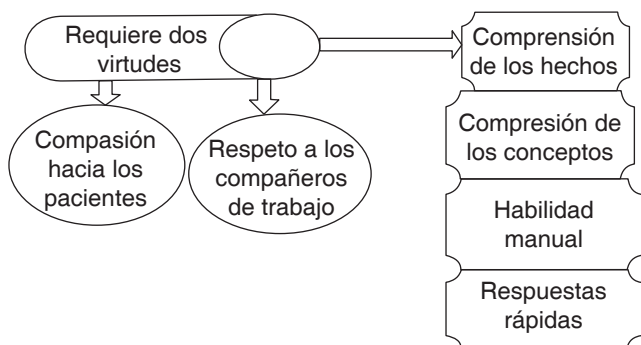 Requiere dos
virtudes
Compasión
hacia los
pacientes
Respeto a los
compañeros
de trabajo
Comprensión
de los hechos
Compresión de
los conceptos
Habilidad
manual
Respuestas
rápidas